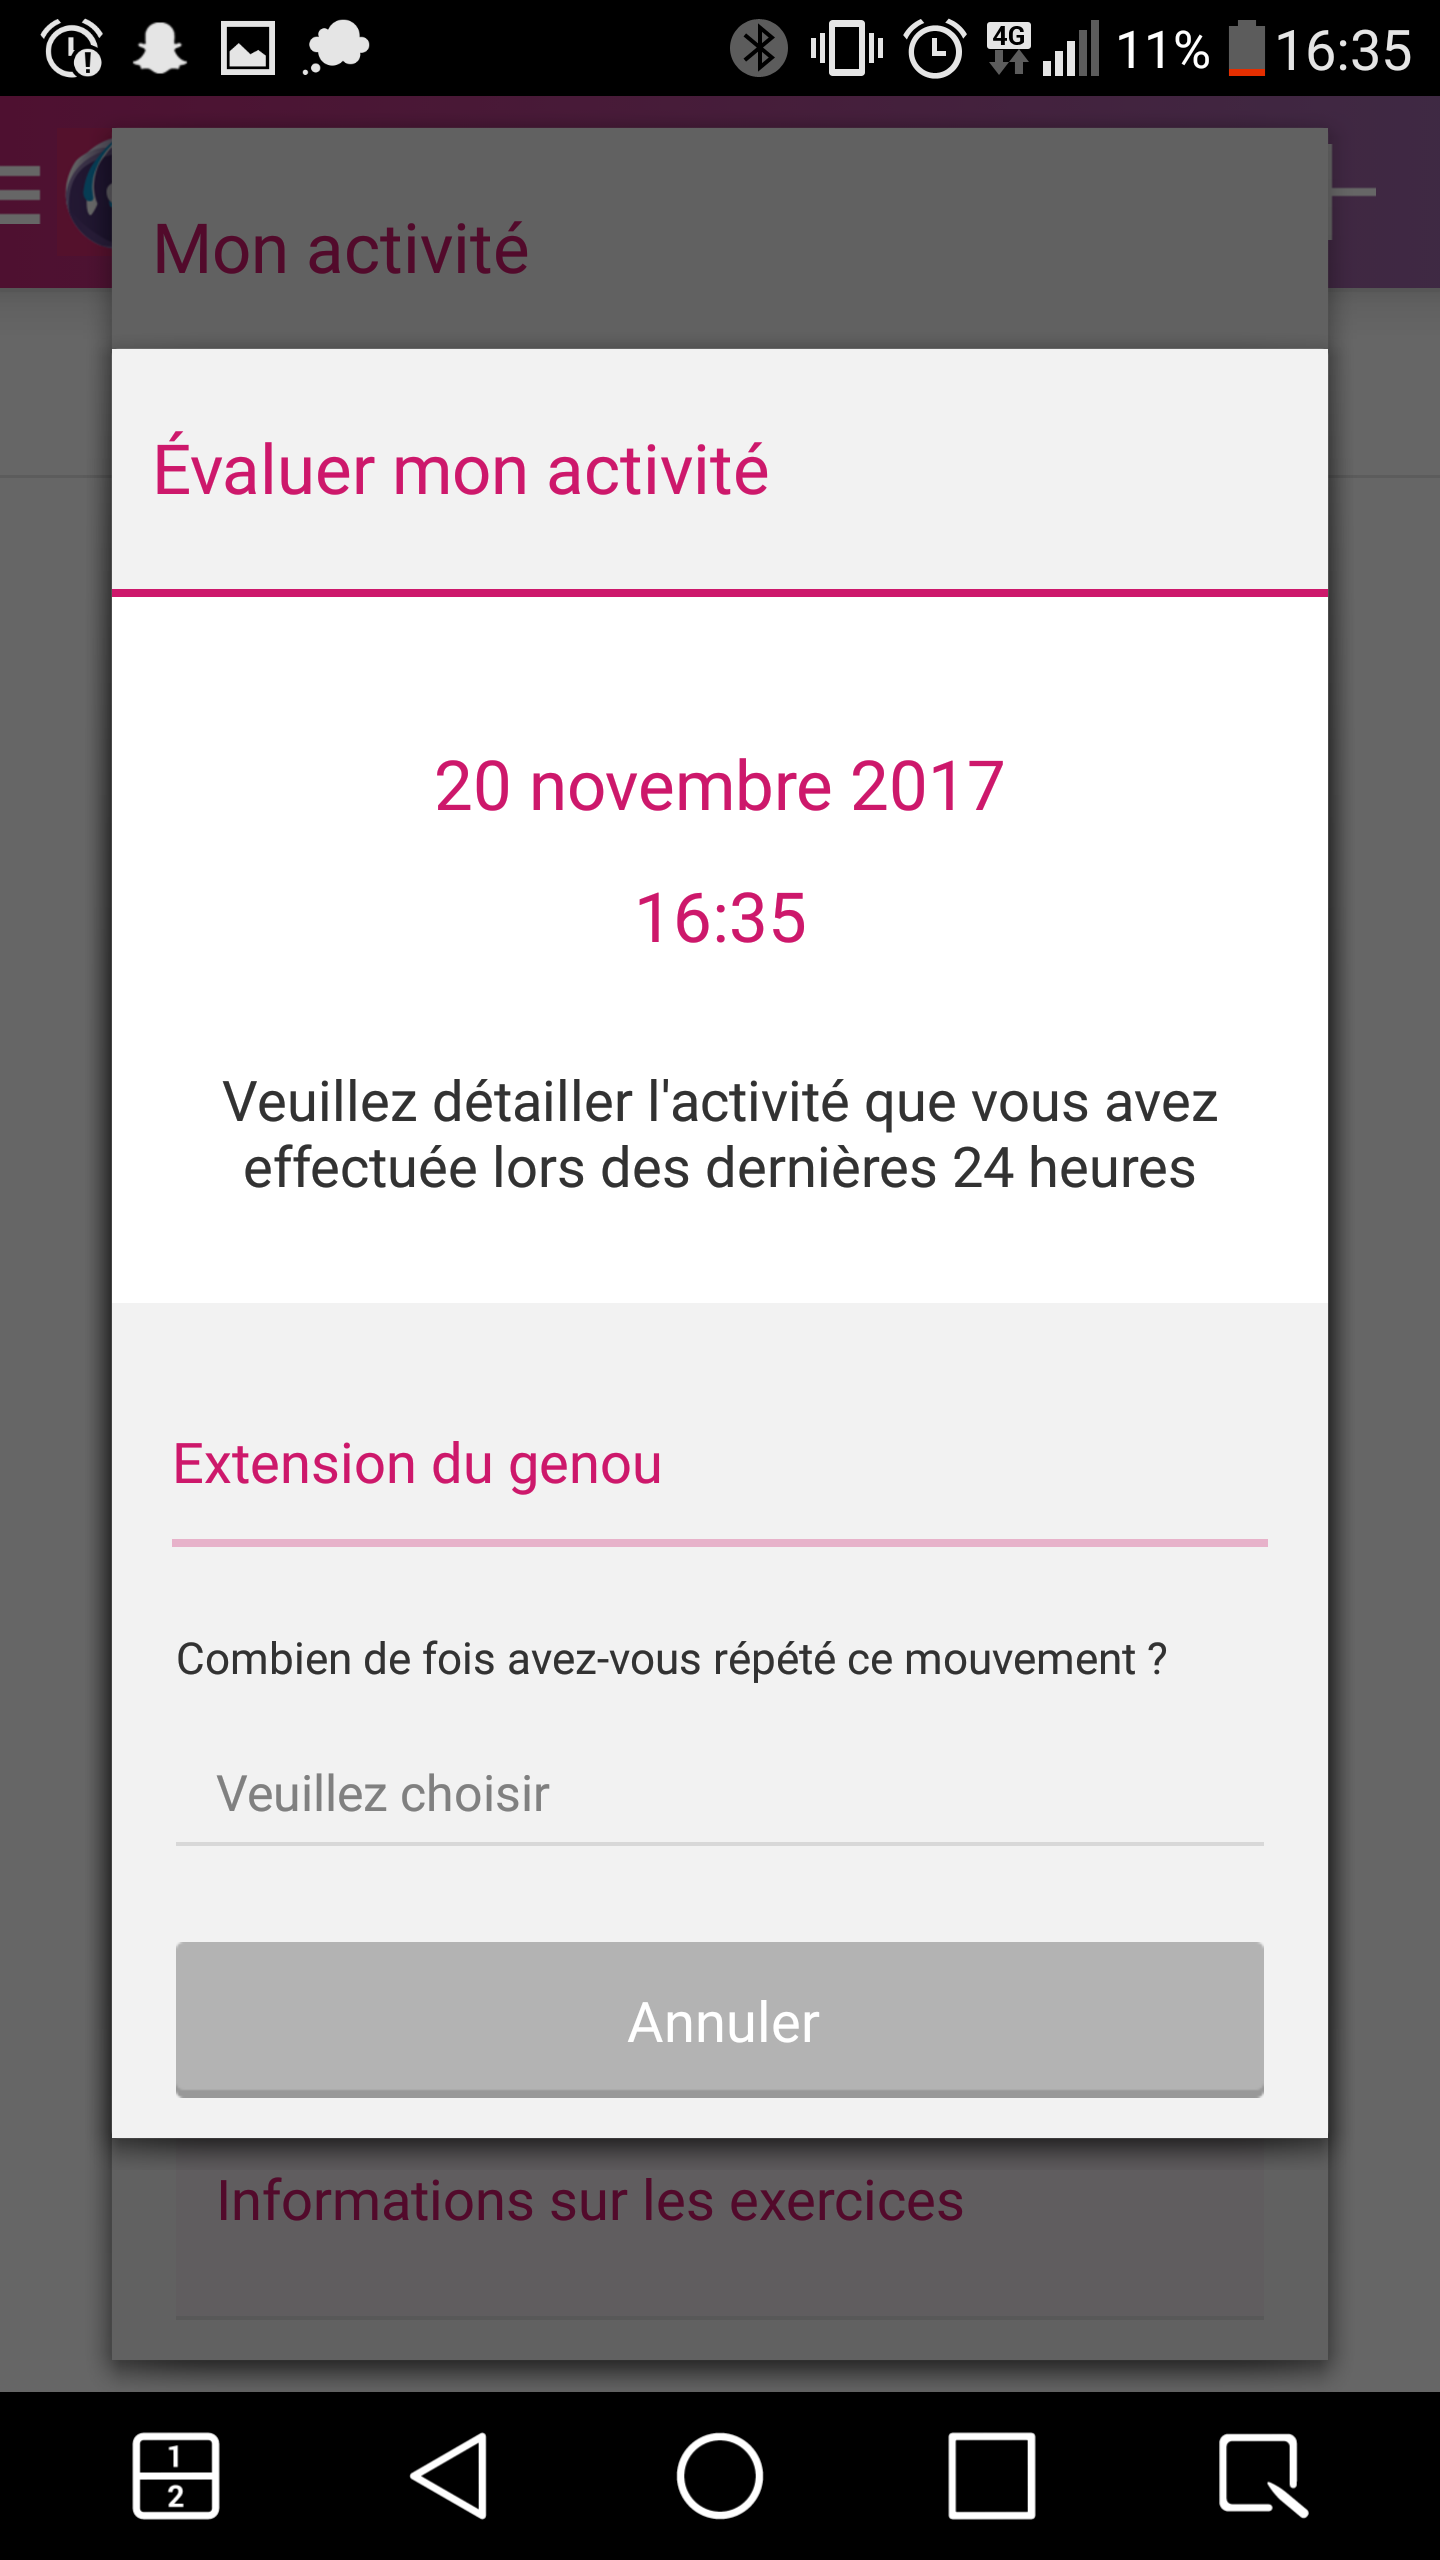 4G 11% 16:35
Mon activité
Évaluer mon activité
20 novembre 2017
16:35
Veuillez détailler l'activité que vous avez
effectuée lors des dernières 24 heures
Extension du genou
Combien de fois avez-vous répété ce mouvement ?
Veuillez choisir
Annuler
Informations sur les exercices
1
2